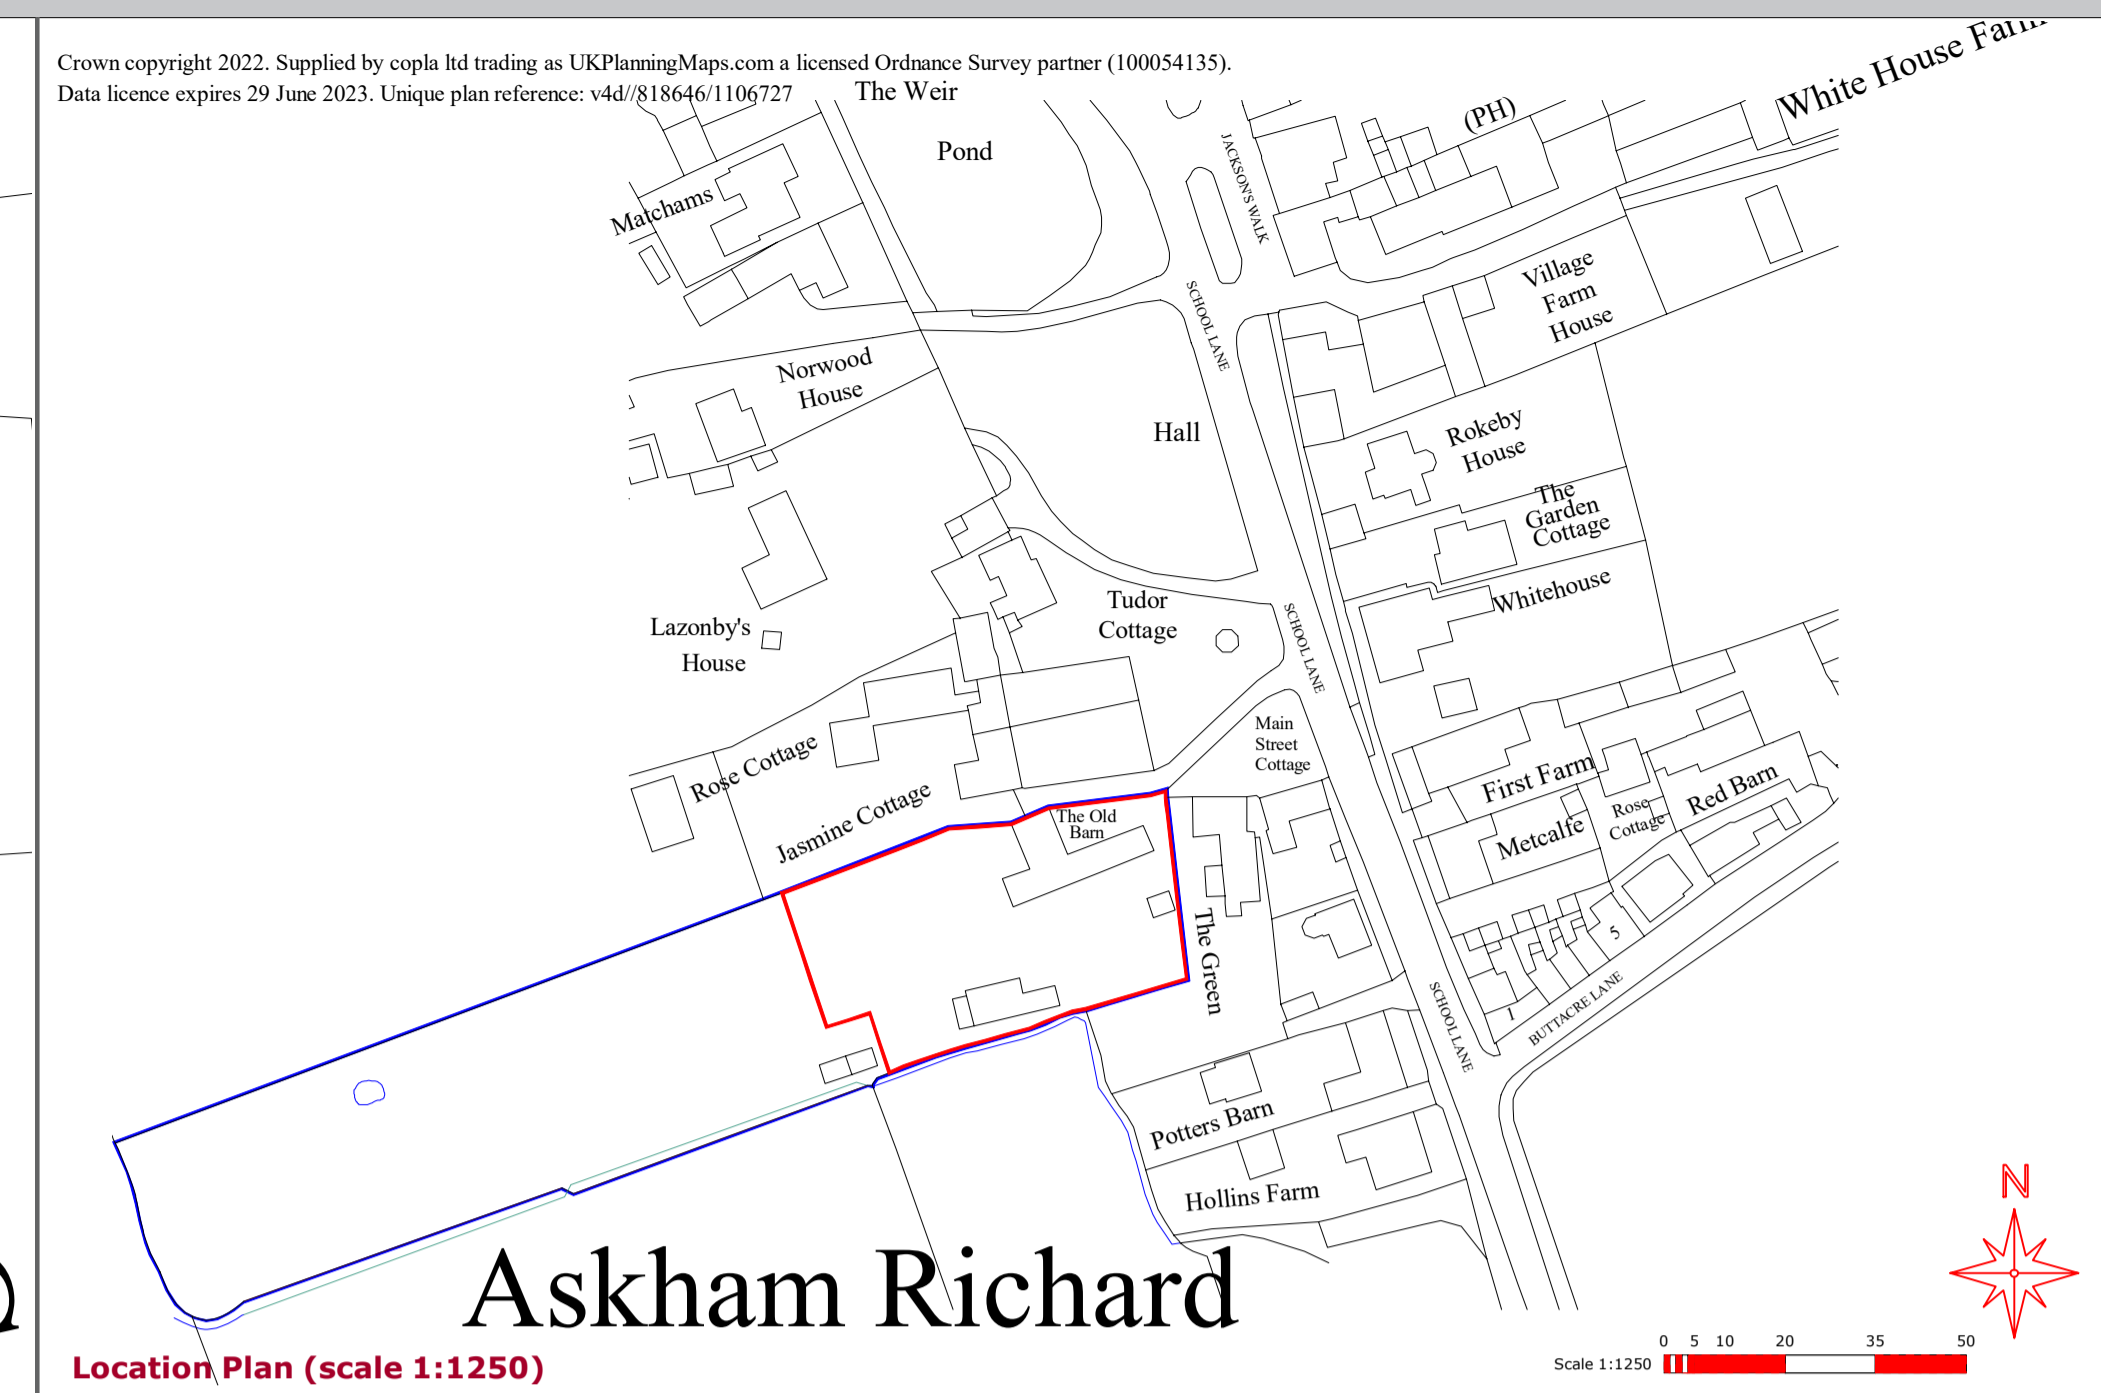 Crown copyright 2022. Supplied by copla ltd trading as UKPlanningMaps.com a licensed Ordnance Survey partner (100054135).
Data licence expires 29 June 2023. Unique plan reference: v4d//818646/1106727
The Weir
White House Farm
(PH)
Pond
JACKSON'S WALK
Matchams
Village
Farm
House
SCHOOL LANE
Norwood
House
Hall
Rokeby
House
The
Garden
Cottage
Whitehouse
Tudor
Cottage
Lazonby's
House
SCHOOL LANE
Main
Street
Cottage
Rose Cottage
Jasmine Cottage
First Farm
Red Barn
Rose
Cottage
Metcalfe
The Old
Barn
The Green
5
1
BUTTACRE LANE
SCHOOL LANE
Potters Barn
Hollins Farm
Askham Richard
N
Location Plan (scale 1:1250)
Scale 1:1250
0 5 10 20 35 50